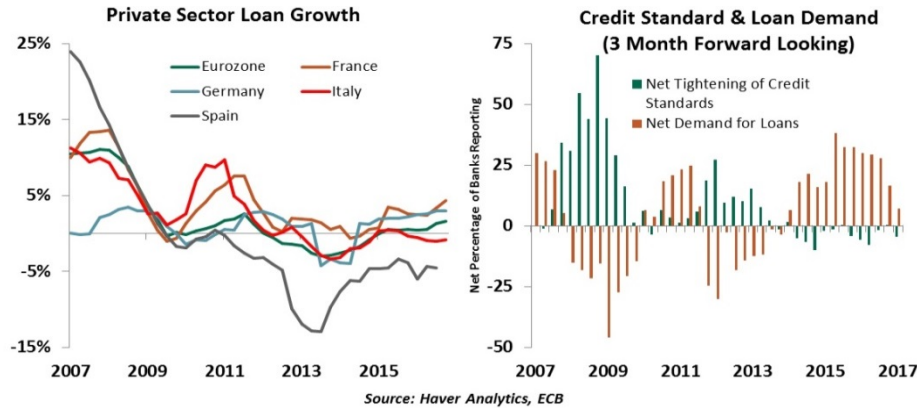 Private Sector Loan Growth
25%
15%
5%
-5%
-15%
Eurozone
France
Germany
Italy
Spain
2007
2009
2011
2013
2015
Credit Standard & Loan Demand
(3 Month Forward Looking)
Net Percentage of Banks Reporting
75
50
25
0
-25
-50
Net Tightening of Credit
Standards
Net Demand for Loans
2007
2009
2011
2013
2015
2017
Source: Haver Analytics, ECB